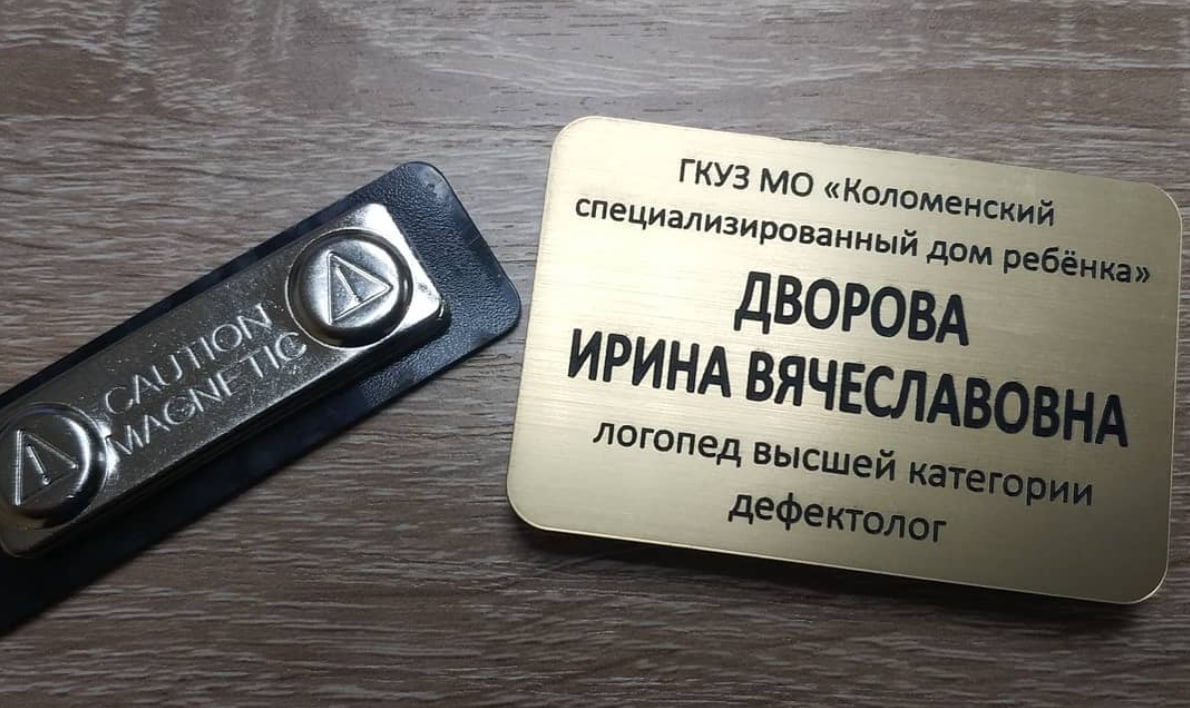 CAUTION
MAGNETIC
ГКУЗ МО «Коломенский
специализированный дом ребёнка»
ДВОРОВА
ИРИНА ВЯЧЕСЛАВОВНА
логопед высшей категории
дефектолог